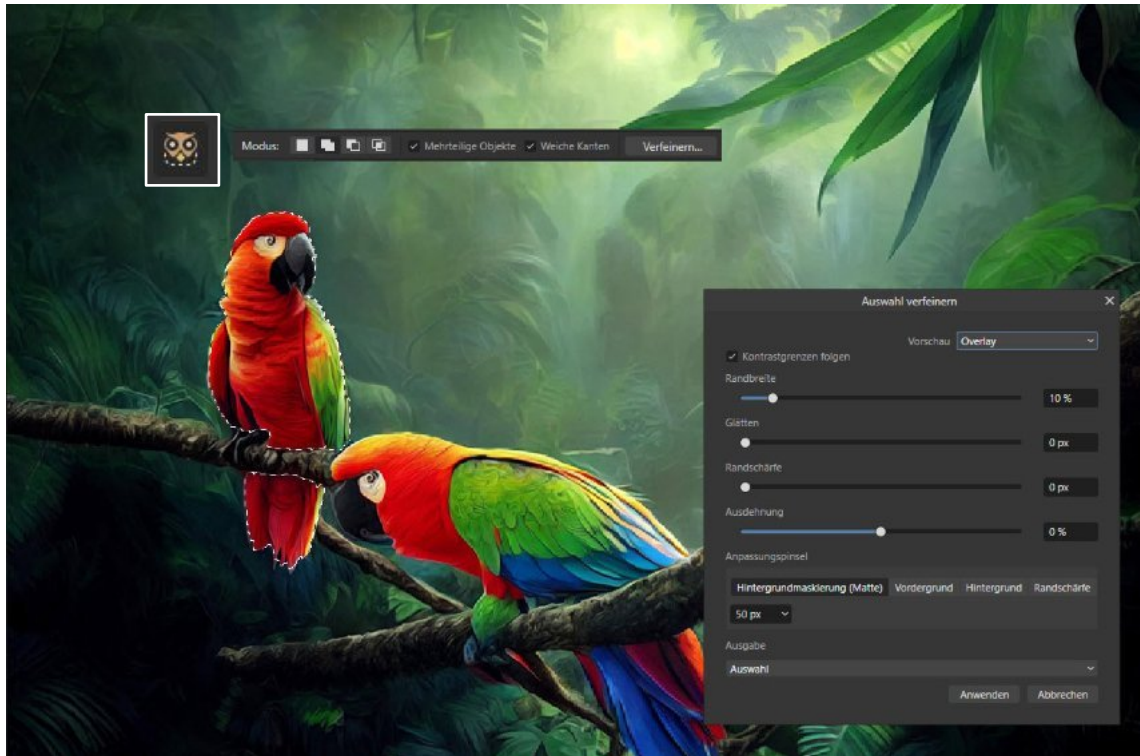 Modus: Mehrteilige Objekte Weiche Kanten Verfeinern...
Auswahl verfeinern
Vorschau Overlay
Kontrastgrenzen folgen
Randbreite
10 %
Glätten
0 px
Randschärfe
0 px
Ausdehnung
0 %
Anpassungspinsel
Hintergrundmaskierung (Matte) Vordergrund Hintergrund Randschärfe
50 px
Ausgabe
Auswahl
Anwenden Abbrechen